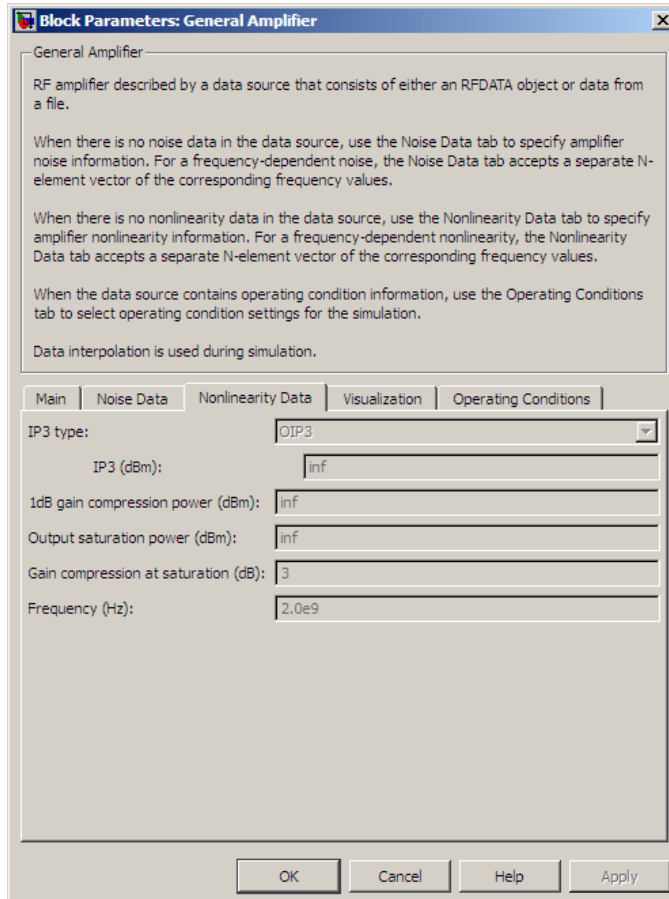 Block Parameters: General Amplifier
General Amplifier
RF amplifier described by a data source that consists of either an RFDATA object or data from
a file.
When there is no noise data in the data source, use the Noise Data tab to specify amplifier
noise information. For a frequency-dependent noise, the Noise Data tab accepts a separate N-
element vector of the corresponding frequency values.
When there is no nonlinearity data in the data source, use the Nonlinearity Data tab to specify
amplifier nonlinearity information. For a frequency-dependent nonlinearity, the Nonlinearity
Data tab accepts a separate N-element vector of the corresponding frequency values.
When the data source contains operating condition information, use the Operating Conditions
tab to select operating condition settings for the simulation.
Data interpolation is used during simulation.
Main Noise Data Nonlinearity Data Visualization Operating Conditions
IP3 type: OIP3
IP3 (dBm): inf
1dB gain compression power (dBm): inf
Output saturation power (dBm): inf
Gain compression at saturation (dB): 3
Frequency (Hz): 2.0e9
OK Cancel Help Apply